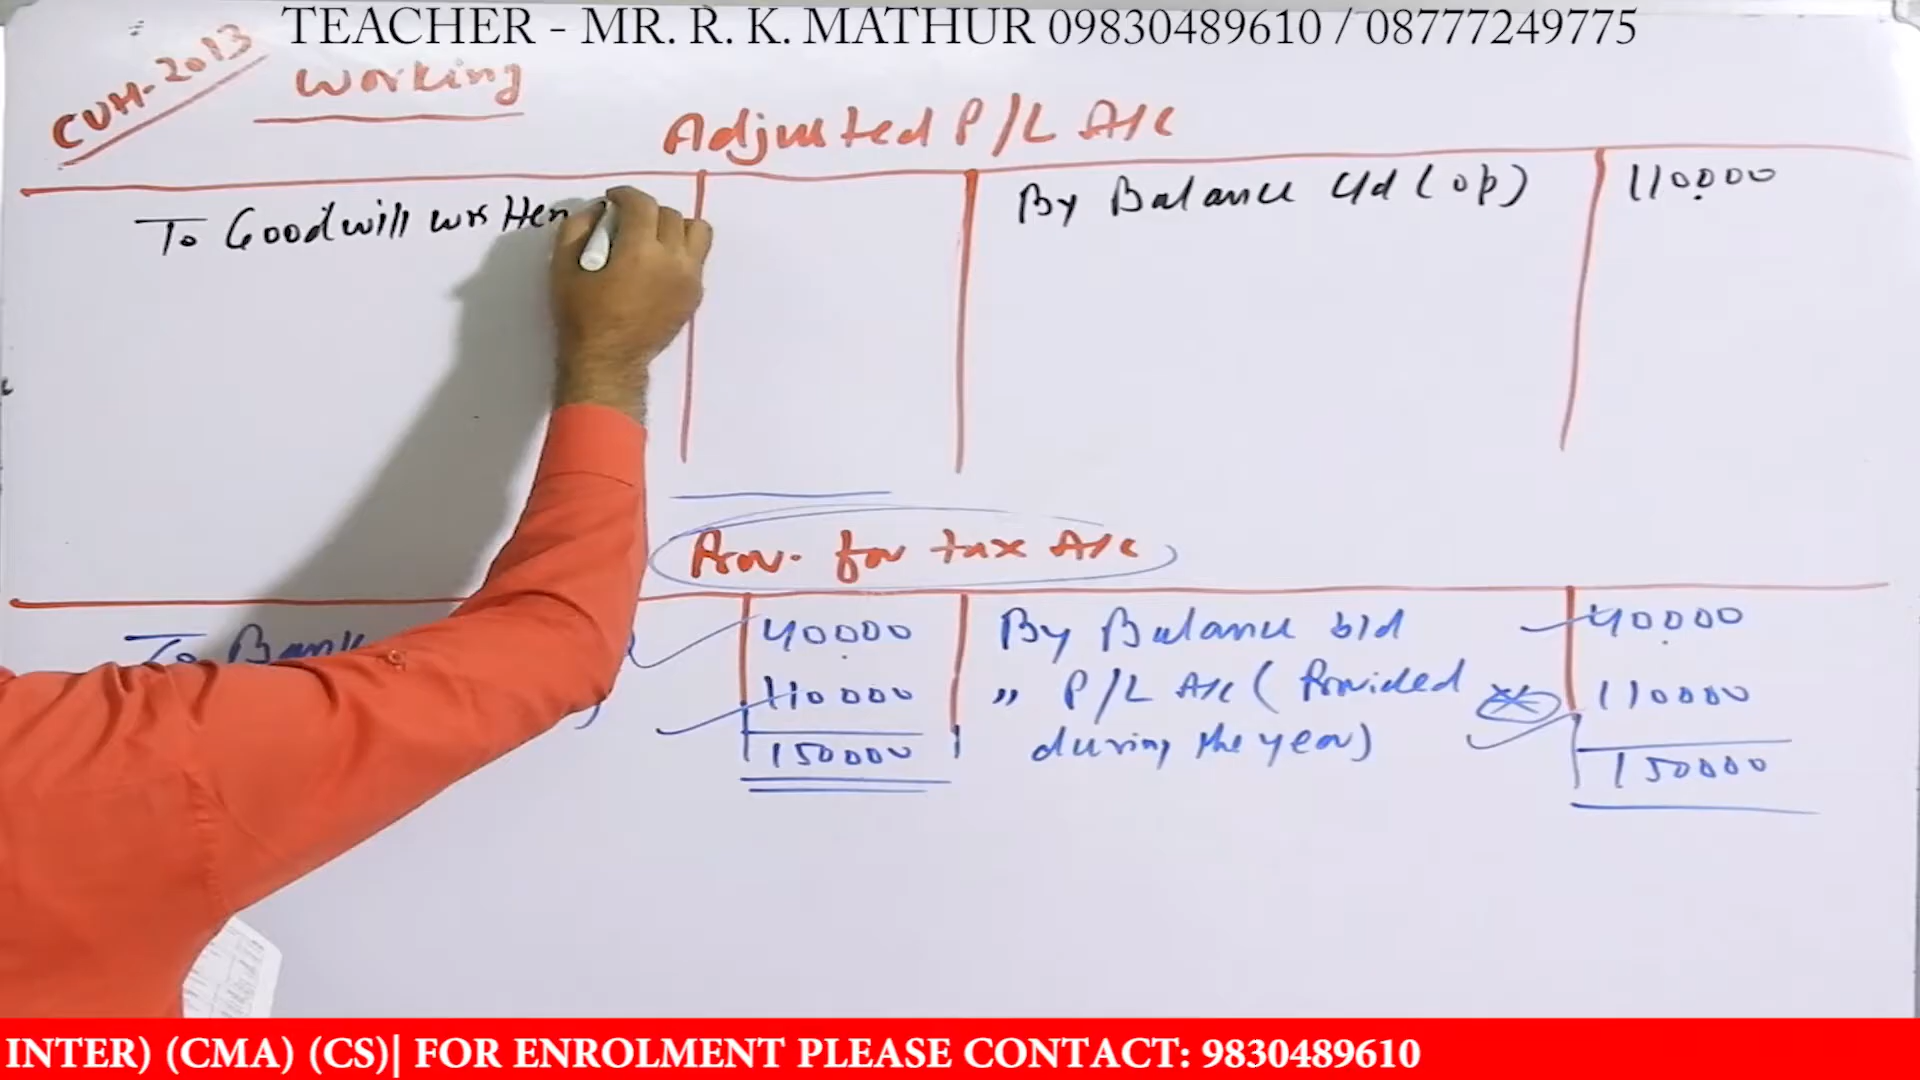 TEACHER - MR. R. K. MATHUR 09830489610 / 08777249775
CUH-2013
Working
Adjusted P/L A/c
To Goodwill written
By Balance c/d (op) 110000
Prov. for tax A/c
To Bank 40000
By Balance b/d 40000
110000
,, P/L A/c (Provided 110000
during the year)
150000
150000
INTER) (CMA) (CS)| FOR ENROLMENT PLEASE CONTACT: 9830489610